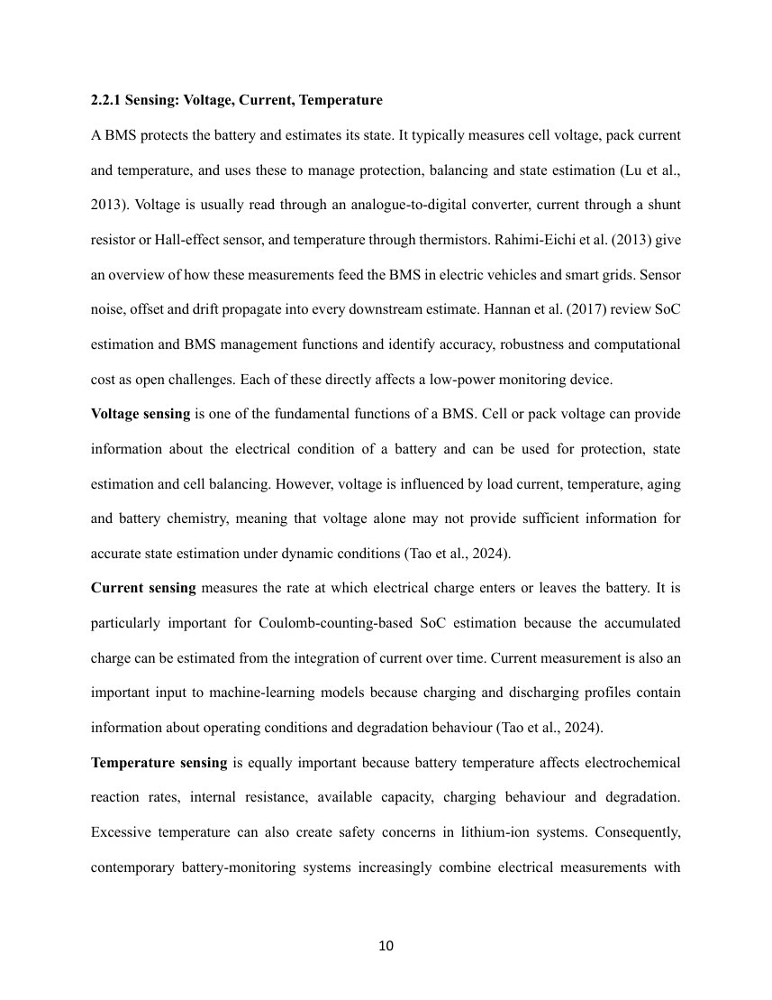 2.2.1 Sensing: Voltage, Current, Temperature
A BMS protects the battery and estimates its state. It typically measures cell voltage, pack current
and temperature, and uses these to manage protection, balancing and state estimation (Lu et al.,
2013). Voltage is usually read through an analogue-to-digital converter, current through a shunt
resistor or Hall-effect sensor, and temperature through thermistors. Rahimi-Eichi et al. (2013) give
an overview of how these measurements feed the BMS in electric vehicles and smart grids. Sensor
noise, offset and drift propagate into every downstream estimate. Hannan et al. (2017) review SoC
estimation and BMS management functions and identify accuracy, robustness and computational
cost as open challenges. Each of these directly affects a low-power monitoring device.
Voltage sensing is one of the fundamental functions of a BMS. Cell or pack voltage can provide
information about the electrical condition of a battery and can be used for protection, state
estimation and cell balancing. However, voltage is influenced by load current, temperature, aging
and battery chemistry, meaning that voltage alone may not provide sufficient information for
accurate state estimation under dynamic conditions (Tao et al., 2024).
Current sensing measures the rate at which electrical charge enters or leaves the battery. It is
particularly important for Coulomb-counting-based SoC estimation because the accumulated
charge can be estimated from the integration of current over time. Current measurement is also an
important input to machine-learning models because charging and discharging profiles contain
information about operating conditions and degradation behaviour (Tao et al., 2024).
Temperature sensing is equally important because battery temperature affects electrochemical
reaction rates, internal resistance, available capacity, charging behaviour and degradation.
Excessive temperature can also create safety concerns in lithium-ion systems. Consequently,
contemporary battery-monitoring systems increasingly combine electrical measurements with
10